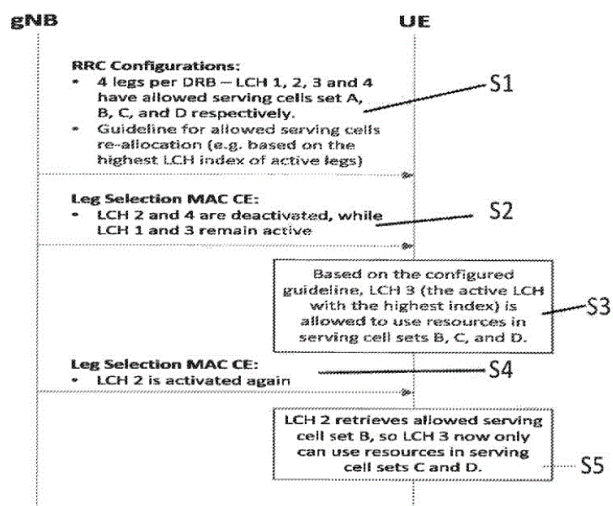 gNB
UE
RRC Configurations:
• 4 legs per DRB – LCH 1, 2, 3 and 4
have allowed serving cells set A,
B, C, and D respectively.
• Guideline for allowed serving cells
re-allocation (e.g. based on the
highest LCH index of active legs)
S1
Leg Selection MAC CE:
• LCH 2 and 4 are deactivated, while
LCH 1 and 3 remain active
S2
Based on the configured
guideline, LCH 3 (the active LCH
with the highest index) is
allowed to use resources in
serving cell sets B, C, and D.
S3
Leg Selection MAC CE:
• LCH 2 is activated again
S4
LCH 2 retrieves allowed serving
cell set B, so LCH 3 now only
can use resources in serving
cell sets C and D.
S5